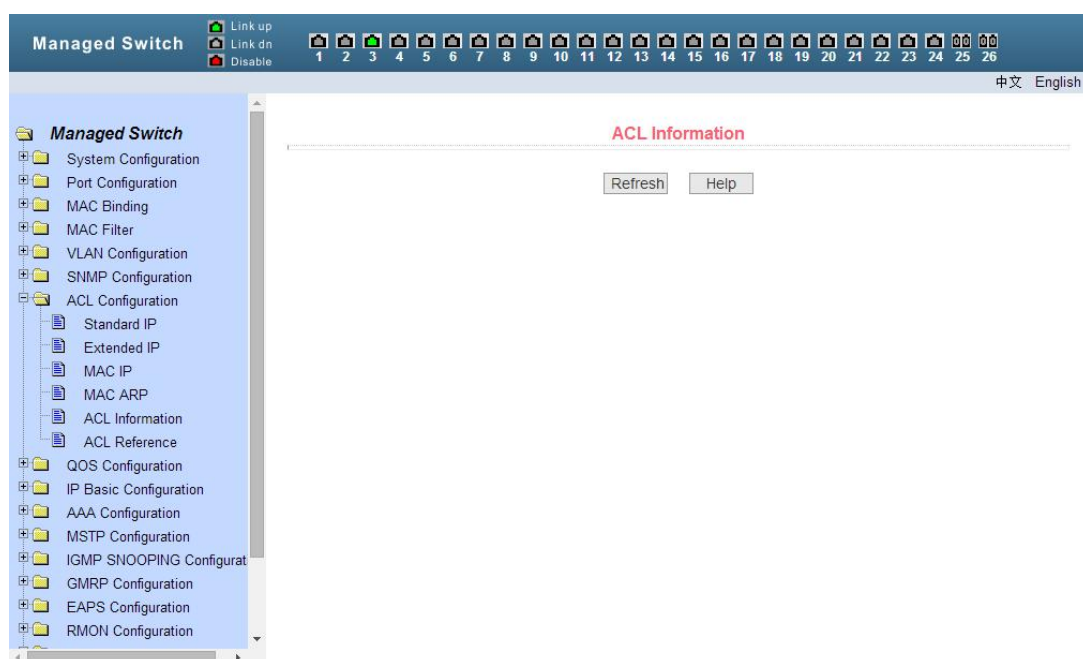 Managed Switch
Link up
Link dn
Disable
1 2 3 4 5 6 7 8 9 10 11 12 13 14 15 16 17 18 19 20 21 22 23 24 25 26
中文 English
Managed Switch
System Configuration
Port Configuration
MAC Binding
MAC Filter
VLAN Configuration
SNMP Configuration
ACL Configuration
Standard IP
Extended IP
MAC IP
MAC ARP
ACL Information
ACL Reference
QOS Configuration
IP Basic Configuration
AAA Configuration
MSTP Configuration
IGMP SNOOPING Configurat
GMRP Configuration
EAPS Configuration
RMON Configuration
ACL Information
Refresh Help